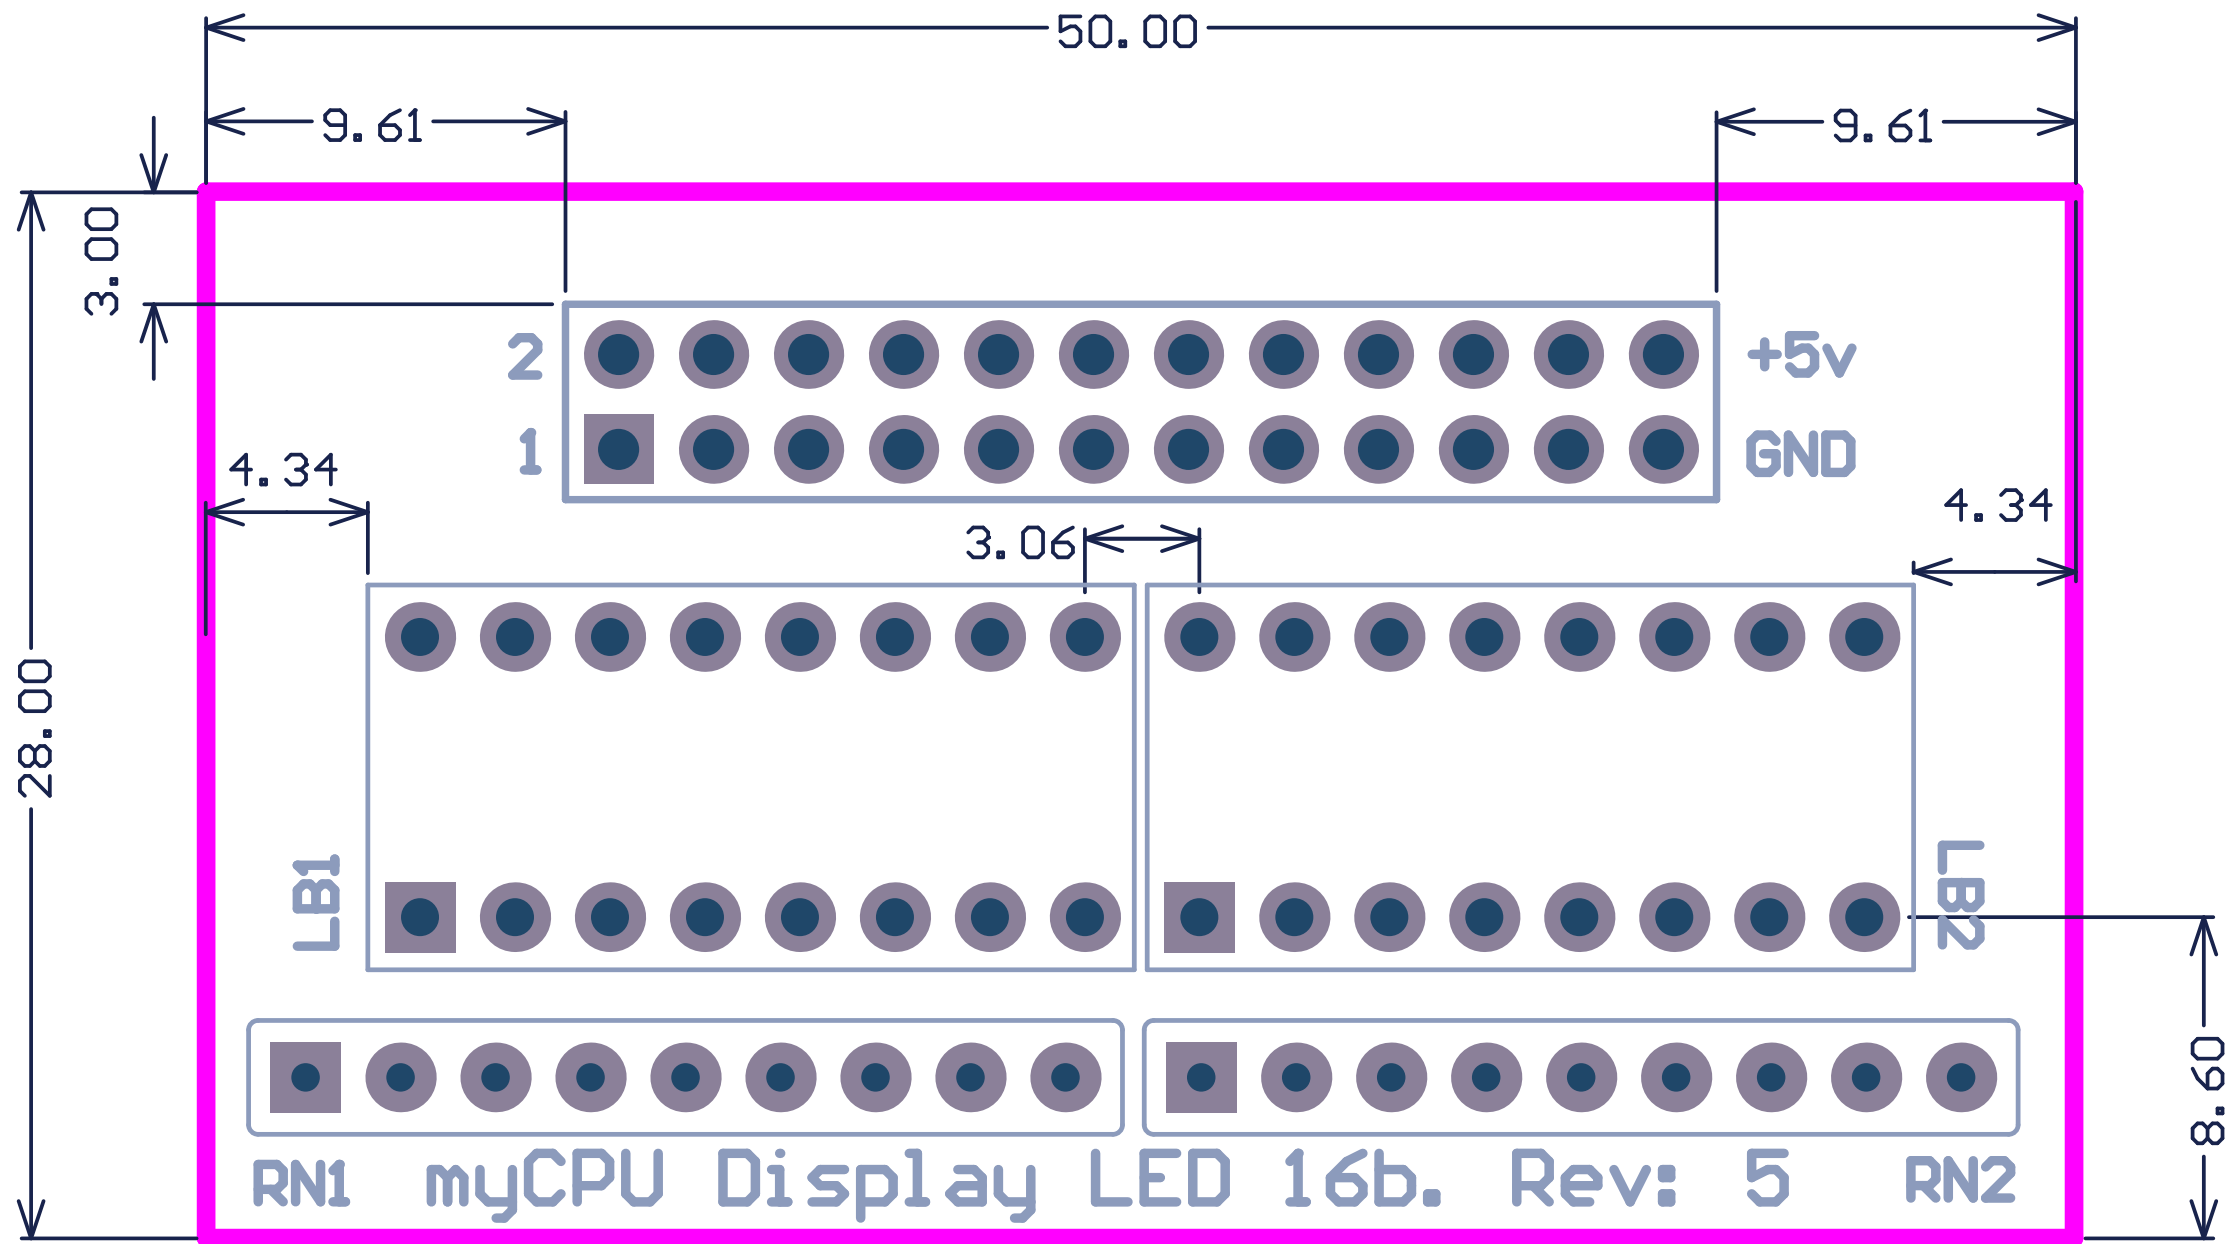 50.00
9.61
9.61
3.00
2
+5v
1
GND
4.34
4.34
3.06
28.00
LB1
LB2
8.60
RN1
myCPU Display LED 16b. Rev: 5
RN2